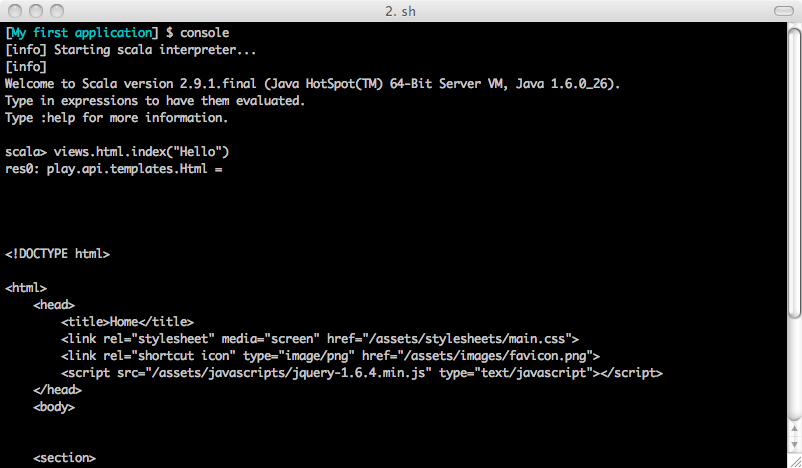 2. sh
[My first application] $ console
[info] Starting scala interpreter...
[info]
Welcome to Scala version 2.9.1.final (Java HotSpot(TM) 64-Bit Server VM, Java 1.6.0_26).
Type in expressions to have them evaluated.
Type :help for more information.
scala> views.html.index("Hello")
res0: play.api.templates.Html =
<!DOCTYPE html>
<html>
    <head>
        <title>Home</title>
        <link rel="stylesheet" media="screen" href="/assets/stylesheets/main.css">
        <link rel="shortcut icon" type="image/png" href="/assets/images/favicon.png">
        <script src="/assets/javascripts/jquery-1.6.4.min.js" type="text/javascript"></script>
    </head>
    <body>
    <section>